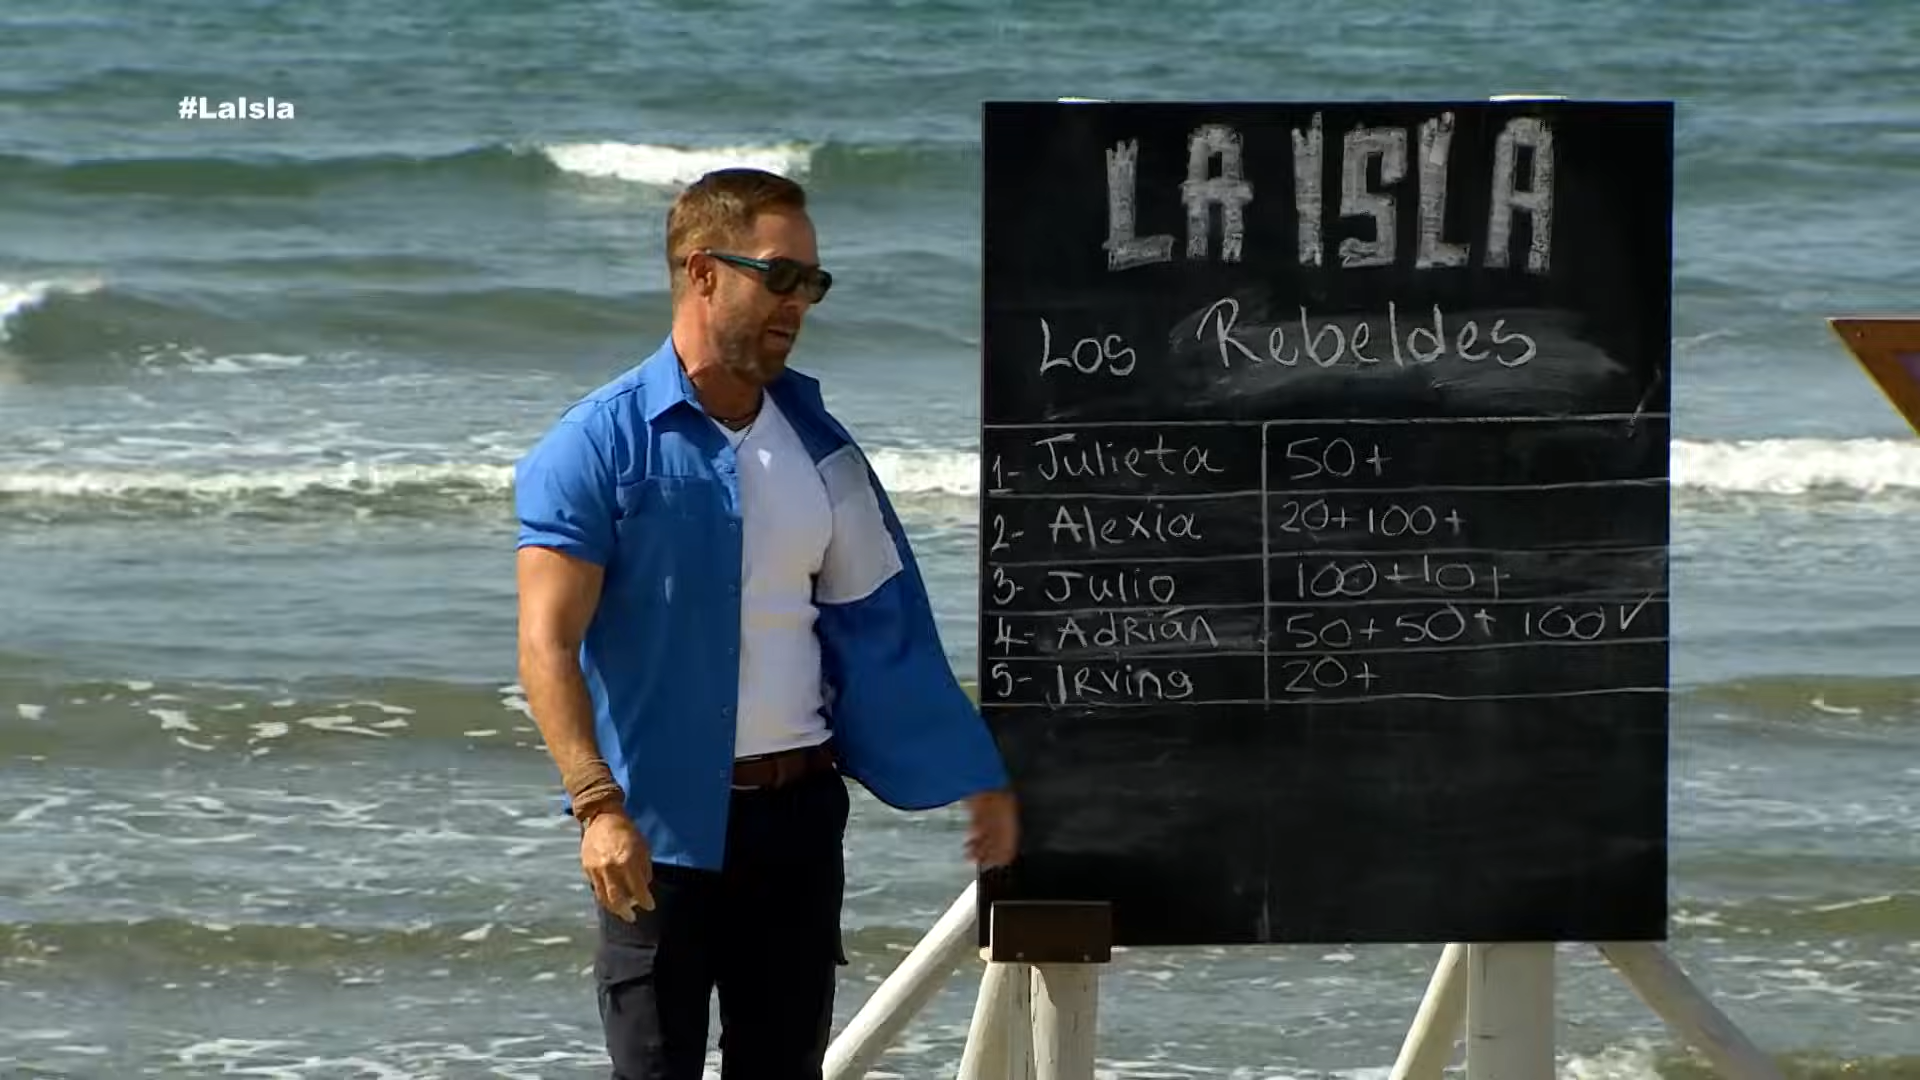 #LaIsla
LA ISLA
Los Rebeldes
1- Julieta 50+
2- Alexia 20+100+
3- Julio 100+10+
4- Adrián 50+50+100✓
5- Irving 20+